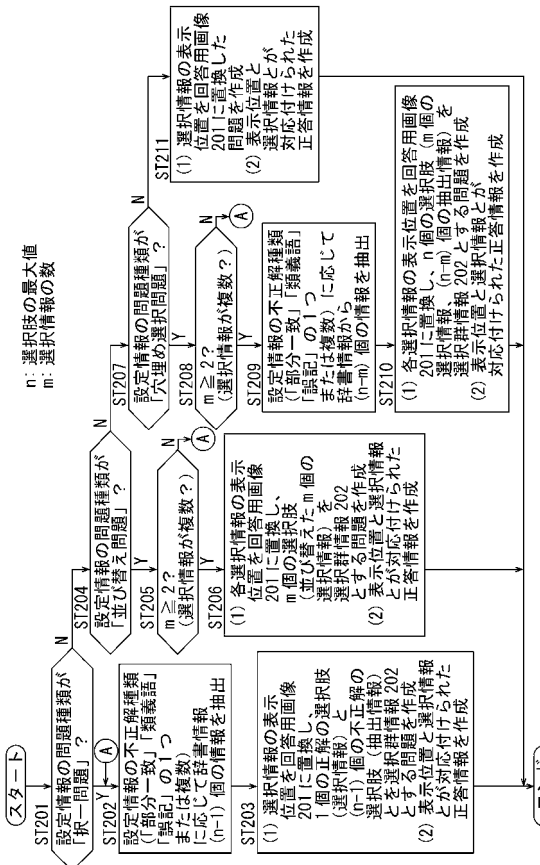 n: 選択肢の最大値
m: 選択情報の数
スタート
ST201
設定情報の問題種類が
「択一問題」?
N
Y
A
ST202
設定情報の不正解種類
(「部分一致」「類義語」
「誤記」の1つ
または複数)
に応じて辞書情報
(n-1) 個の情報を抽出
ST203
(1) 選択情報の表示
位置を回答用画像
201に置換し、
1個の正解の選択肢
(選択情報) と
(n-1) 個の不正解の
選択肢 (抽出情報)
とを選択群情報202
とする問題を作成
(2) 表示位置と選択情報
とが対応付けられた
正答情報を作成
ST204
設定情報の問題種類が
「並び替え問題」?
N
Y
ST205
m≧2?
(選択情報が複数?)
N
A
Y
ST206
(1) 各選択情報の表示
位置を回答用画像
201に置換し、
m個の選択肢
(並び替えたm個の
選択情報) を
選択群情報202
とする問題を作成
(2) 表示位置と選択情報
とが対応付けられた
正答情報を作成
ST207
設定情報の問題種類が
「穴埋め選択問題」?
N
Y
ST208
m≧2?
(選択情報が複数?)
N
A
Y
ST209
設定情報の不正解種類
(「部分一致」「類義語」
「誤記」の1つ
または複数) に応じて
辞書情報から
(n-m) 個の情報を抽出
ST210
(1) 各選択情報の表示位置を回答用画像
201に置換し、n個の選択肢 (m個の
選択情報、(n-m) 個の抽出情報) を
選択群情報202とする問題を作成
(2) 表示位置と選択情報とが
対応付けられた正答情報を作成
ST211
(1) 選択情報の表示
位置を回答用画像
201に置換した
問題を作成
(2) 表示位置と
選択情報とが
対応付けられた
正答情報を作成
エンド